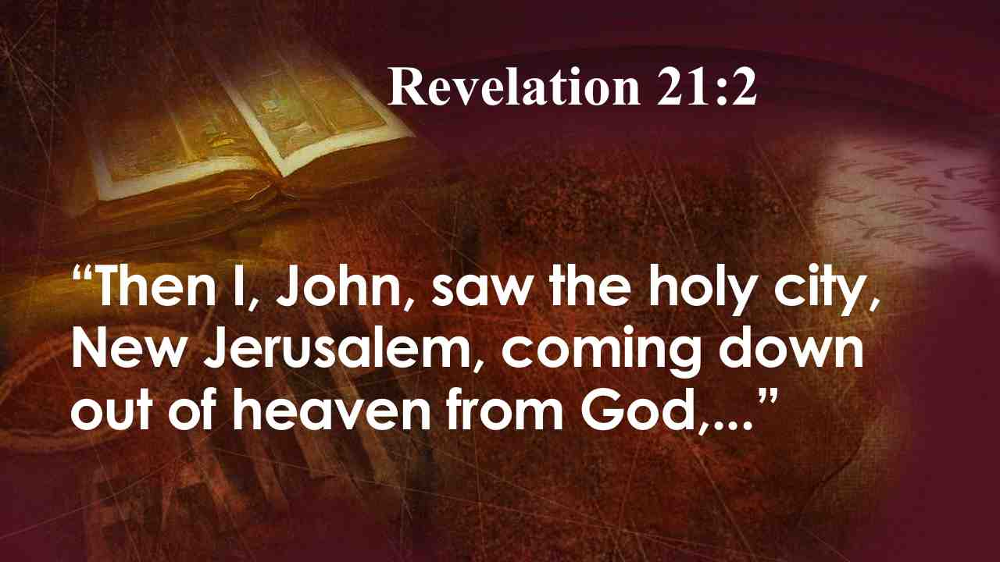 Revelation 21:2
“Then I, John, saw the holy city,
New Jerusalem, coming down
out of heaven from God,...”